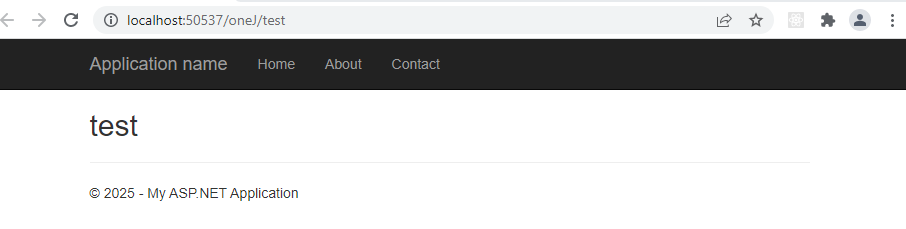 localhost:50537/oneJ/test
Application name Home About Contact
test
© 2025 - My ASP.NET Application